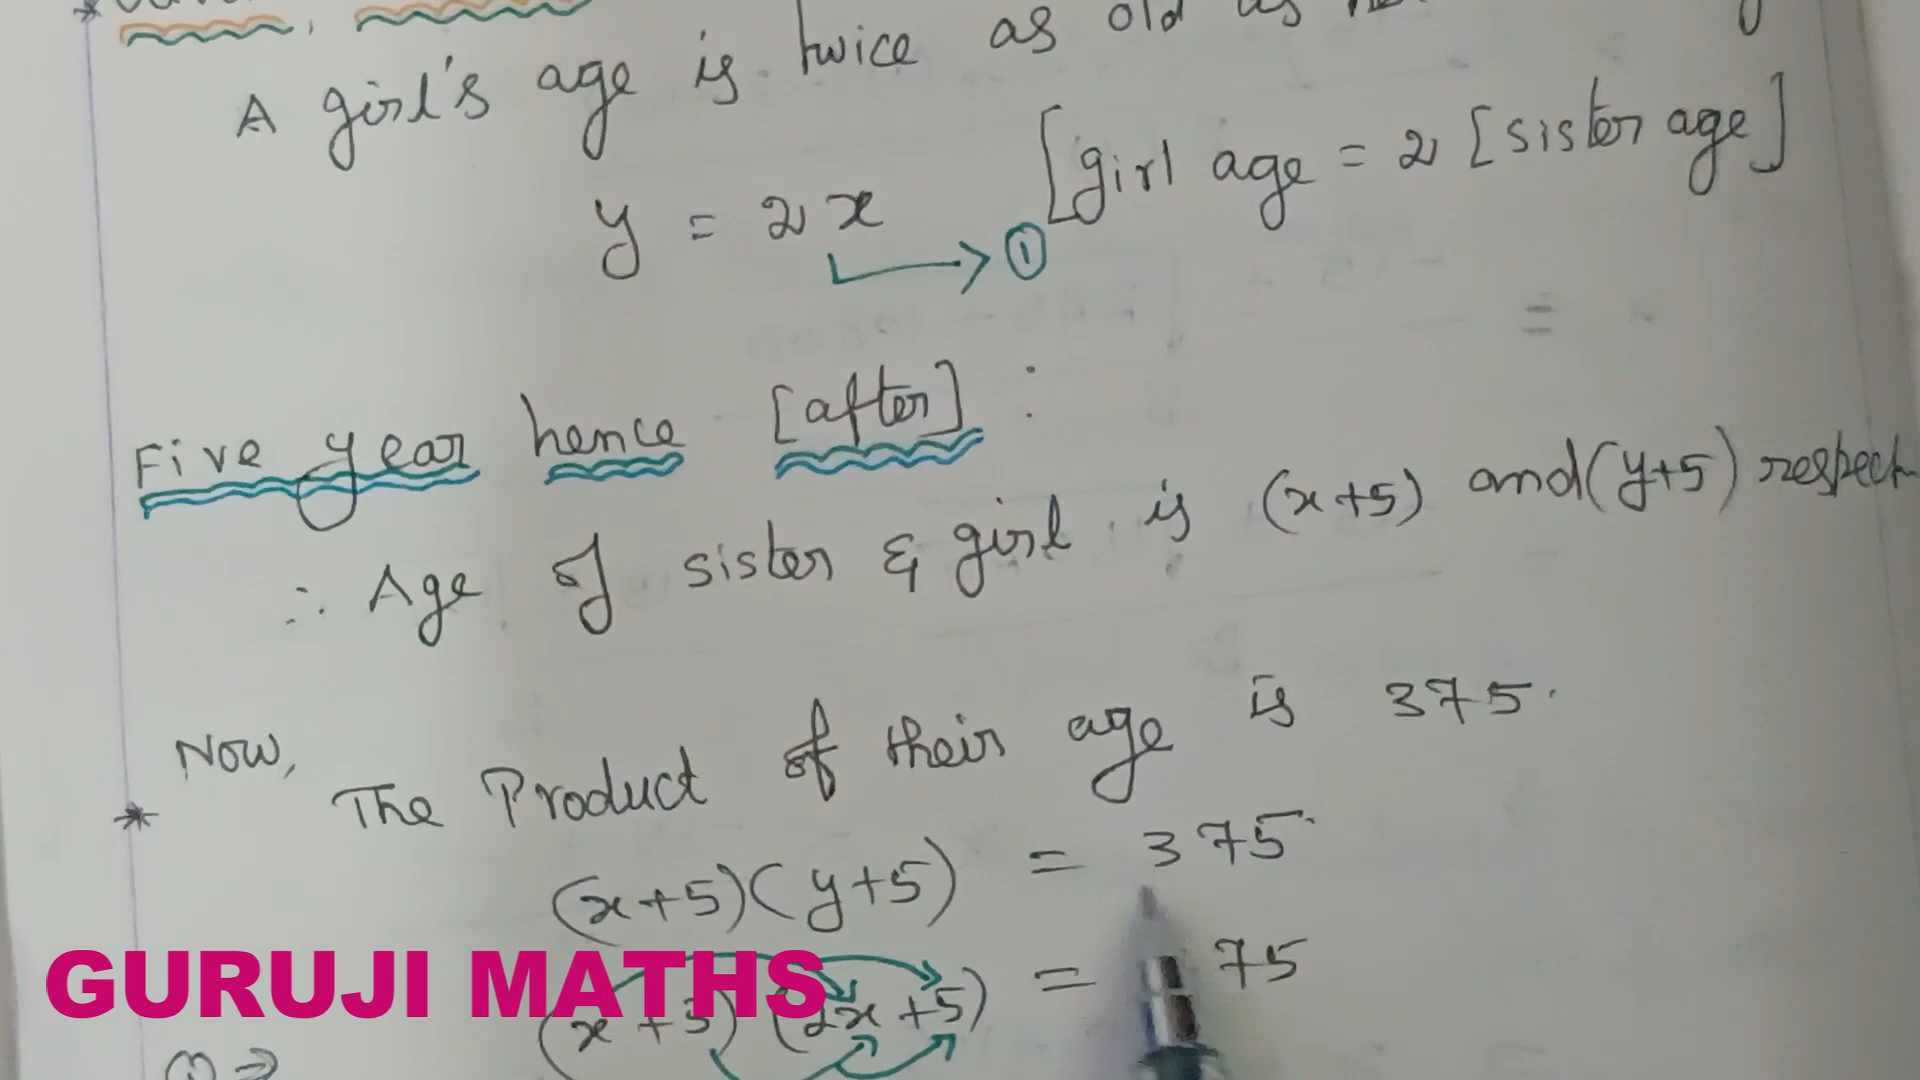 A girl's age is twice as old as
[girl age = 2 [sister age]
y = 2x
①
Five year hence [after] :
∴ Age of sister & girl is (x+5) and (y+5) respect
Now,
* The Product of their age is 375.
(x+5)(y+5) = 375
GURUJI MATHS
(x+5) (2x+5) = 75
(1) ⇒